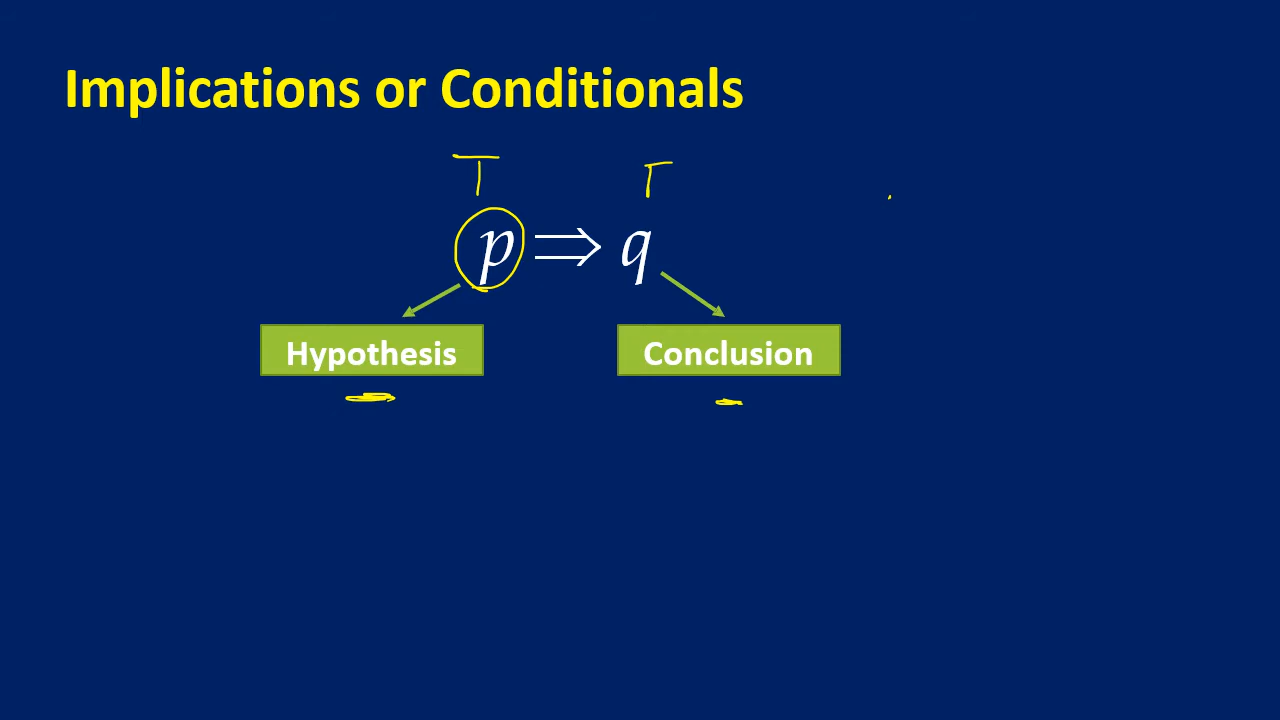 Implications or Conditionals
T T
p ⇒ q
Hypothesis Conclusion